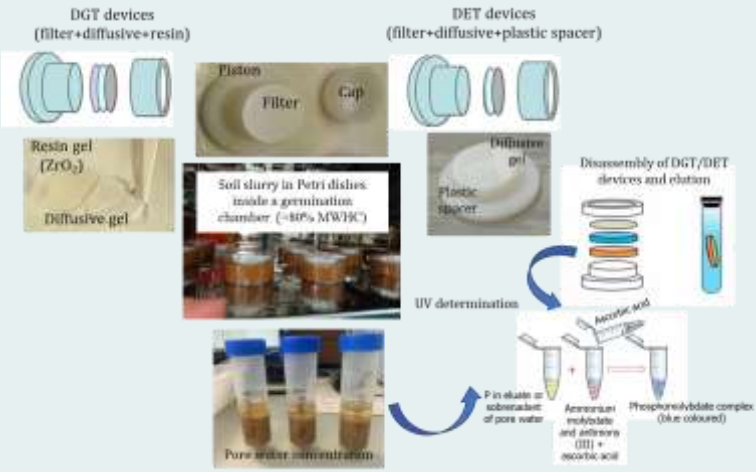 DGT devices
(filter+diffusive+resin)
DET devices
(filter+diffusive+plastic spacer)
Piston
Filter
Cap
Resin gel
(ZrO₂)
Diffusive gel
Diffusive
gel
Plastic
spacer
Soil slurry in Petri dishes
inside a germination
chamber (~80% MWHC)
Disassembly of DGT/DET
devices and elution
UV determination
Ascorbic acid
+
P in eluate or
sobrenadant
of pore water
Ammonium
molybdate
and antimony
(III) +
ascorbic acid
Phosphomolybdate complex
(blue coloured)
Pore water concentration